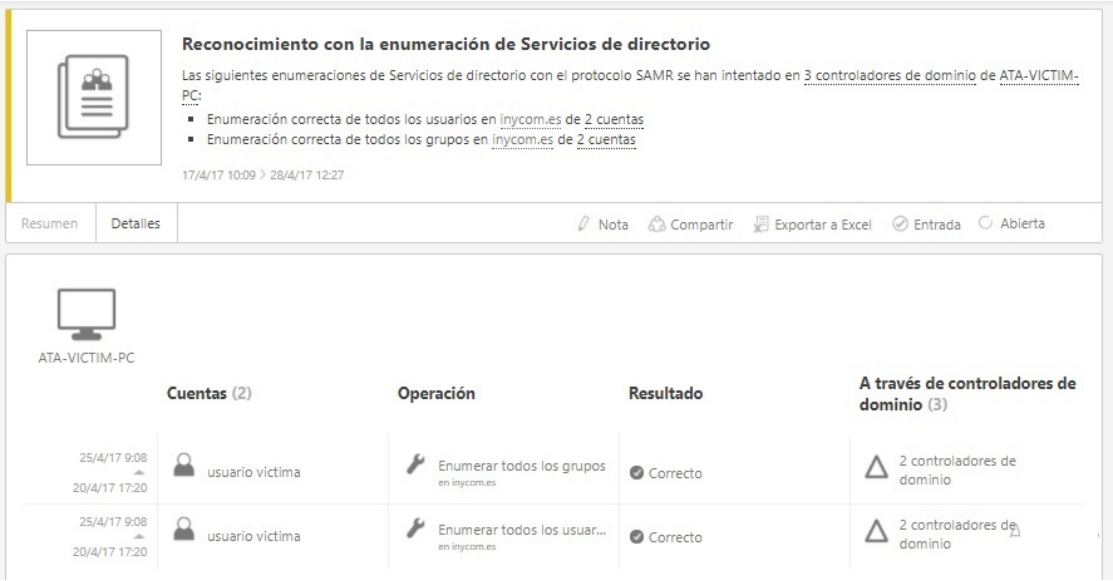 Reconocimiento con la enumeración de Servicios de directorio
Las siguientes enumeraciones de Servicios de directorio con el protocolo SAMR se han intentado en 3 controladores de dominio de ATA-VICTIM-
PC:
Enumeración correcta de todos los usuarios en inycom.es de 2 cuentas
Enumeración correcta de todos los grupos en inycom.es de 2 cuentas
17/4/17 10:09 > 28/4/17 12:27
Resumen Detalles Nota Compartir Exportar a Excel Entrada Abierta
ATA-VICTIM-PC
Cuentas (2) Operación Resultado A través de controladores de
dominio (3)
25/4/17 9:08 usuario victima Enumerar todos los grupos Correcto 2 controladores de
20/4/17 17:20 en inycom.es dominio
25/4/17 9:08 usuario victima Enumerar todos los usuar... Correcto 2 controladores de
20/4/17 17:20 en inycom.es dominio